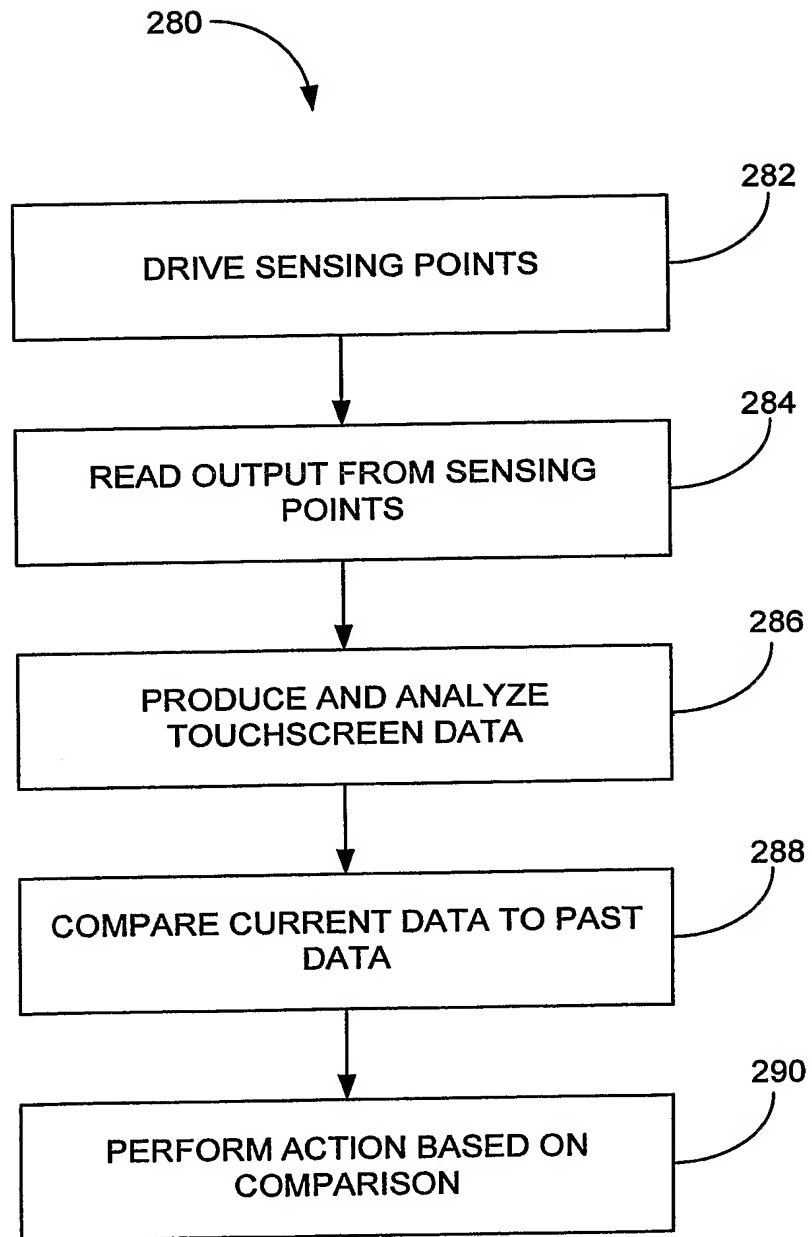 280
282
DRIVE SENSING POINTS
284
READ OUTPUT FROM SENSING
POINTS
286
PRODUCE AND ANALYZE
TOUCHSCREEN DATA
288
COMPARE CURRENT DATA TO PAST
DATA
290
PERFORM ACTION BASED ON
COMPARISON